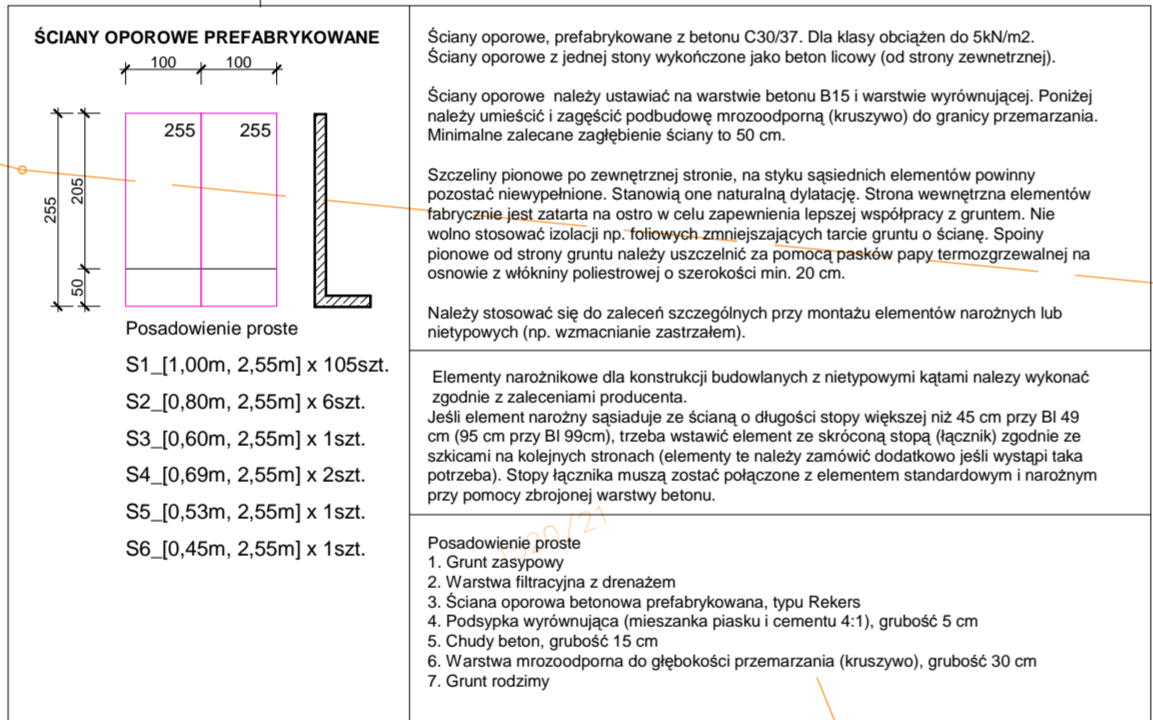 ŚCIANY OPOROWE PREFABRYKOWANE
100 100
255 255
255
205
50
Posadowienie proste
S1_[1,00m, 2,55m] x 105szt.
S2_[0,80m, 2,55m] x 6szt.
S3_[0,60m, 2,55m] x 1szt.
S4_[0,69m, 2,55m] x 2szt.
S5_[0,53m, 2,55m] x 1szt.
S6_[0,45m, 2,55m] x 1szt.
Ściany oporowe, prefabrykowane z betonu C30/37. Dla klasy obciążen do 5kN/m2.
Ściany oporowe z jednej stony wykończone jako beton licowy (od strony zewnetrznej).
Ściany oporowe należy ustawiać na warstwie betonu B15 i warstwie wyrównującej. Poniżej
należy umieścić i zagęścić podbudowę mrozoodporną (kruszywo) do granicy przemarzania.
Minimalne zalecane zagłębienie ściany to 50 cm.
Szczeliny pionowe po zewnętrznej stronie, na styku sąsiednich elementów powinny
pozostać niewypełnione. Stanowią one naturalną dylatację. Strona wewnętrzna elementów
fabrycznie jest zatarta na ostro w celu zapewnienia lepszej współpracy z gruntem. Nie
wolno stosować izolacji np. foliowych zmniejszających tarcie gruntu o ścianę. Spoiny
pionowe od strony gruntu należy uszczelnić za pomocą pasków papy termozgrzewalnej na
osnowie z włókniny poliestrowej o szerokości min. 20 cm.
Należy stosować się do zaleceń szczególnych przy montażu elementów narożnych lub
nietypowych (np. wzmacnianie zastrzałem).
Elementy narożnikowe dla konstrukcji budowlanych z nietypowymi kątami nalezy wykonać
zgodnie z zaleceniami producenta.
Jeśli element narożny sąsiaduje ze ścianą o długości stopy większej niż 45 cm przy Bl 49
cm (95 cm przy Bl 99cm), trzeba wstawić element ze skróconą stopą (łącznik) zgodnie ze
szkicami na kolejnych stronach (elementy te należy zamówić dodatkowo jeśli wystąpi taka
potrzeba). Stopy łącznika muszą zostać połączone z elementem standardowym i narożnym
przy pomocy zbrojonej warstwy betonu.
1520/21
Posadowienie proste
1. Grunt zasypowy
2. Warstwa filtracyjna z drenażem
3. Ściana oporowa betonowa prefabrykowana, typu Rekers
4. Podsypka wyrównująca (mieszanka piasku i cementu 4:1), grubość 5 cm
5. Chudy beton, grubość 15 cm
6. Warstwa mrozoodporna do głębokości przemarzania (kruszywo), grubość 30 cm
7. Grunt rodzimy